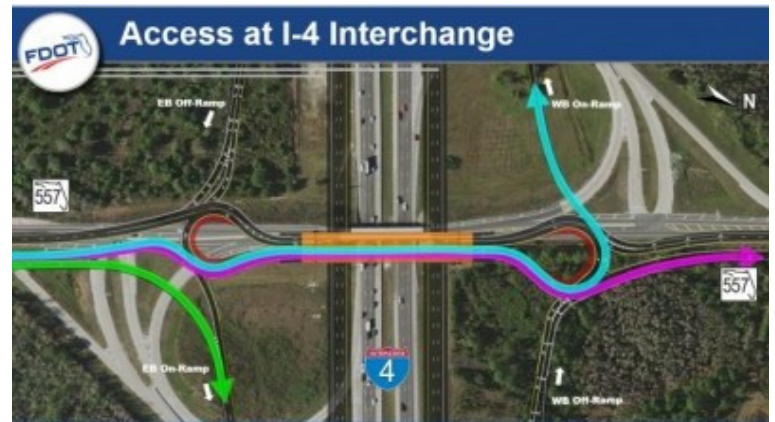 FDOT
Access at I-4 Interchange
EB Off-Ramp
WB On-Ramp
N
557
557
INTERSTATE
4
EB On-Ramp
WB Off-Ramp